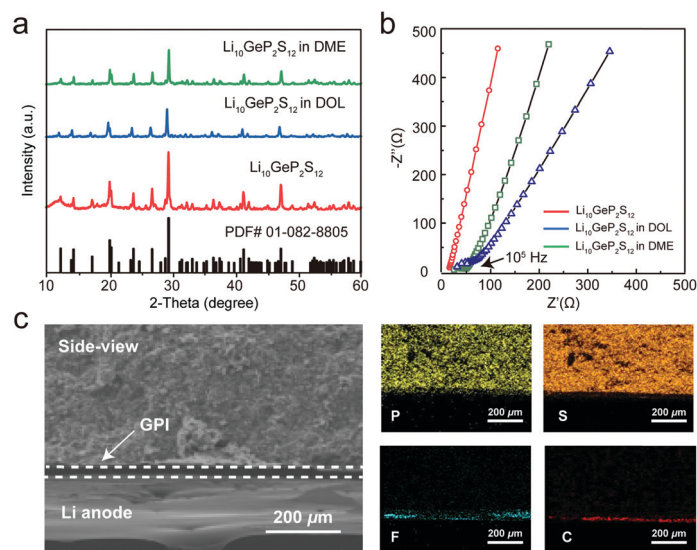 a
Li₁₀GeP₂S₁₂ in DME
Li₁₀GeP₂S₁₂ in DOL
Li₁₀GeP₂S₁₂
PDF# 01-082-8805
Intensity (a.u.)
10 20 30 40 50 60
2-Theta (degree)
b
500
400
300
200
100
0
-Z''(Ω)
Li₁₀GeP₂S₁₂
Li₁₀GeP₂S₁₂ in DOL
Li₁₀GeP₂S₁₂ in DME
10⁵ Hz
0 100 200 300 400 500
Z'(Ω)
c
Side-view
GPI
Li anode
200 µm
P
200 µm
S
200 µm
F
200 µm
C
200 µm